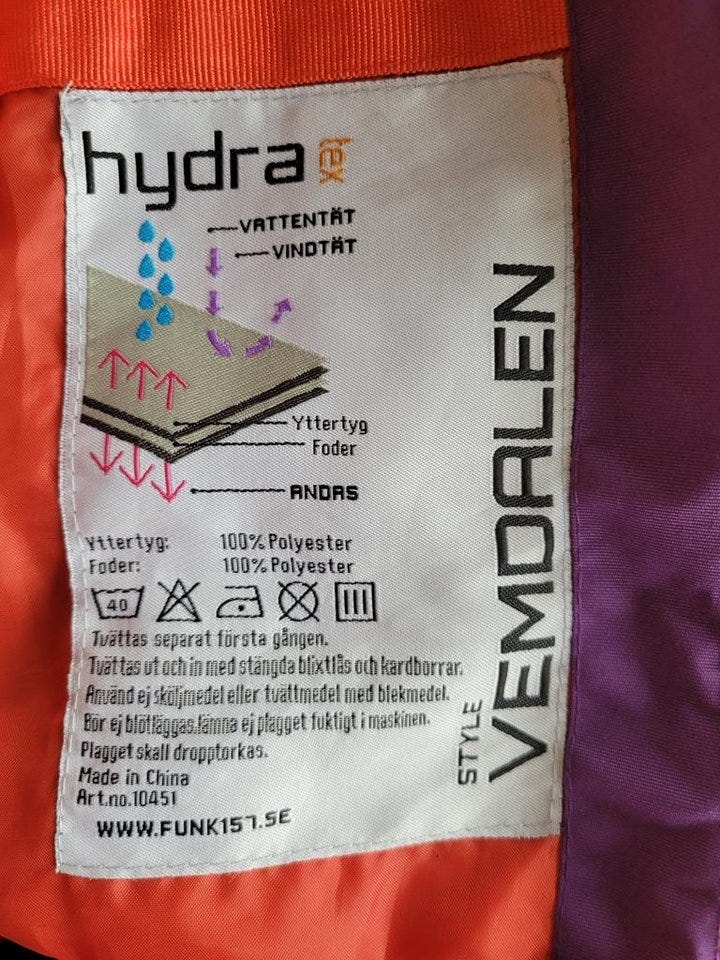 hydra tex
VATTENTÄT
VINDTÄT
Yttertyg
Foder
ANDAS
Yttertyg: 100% Polyester
Foder: 100% Polyester
40
Tvättas separat första gången.
Tvättas ut och in med stängda blixtlås och kardborrar.
Använd ej sköljmedel eller tvättmedel med blekmedel.
Bör ej blötläggas.lämna ej plagget fuktigt i maskinen.
Plagget skall dropptorkas.
Made in China
Art.no.10451
WWW.FUNK157.SE
STYLE
VEMDALEN